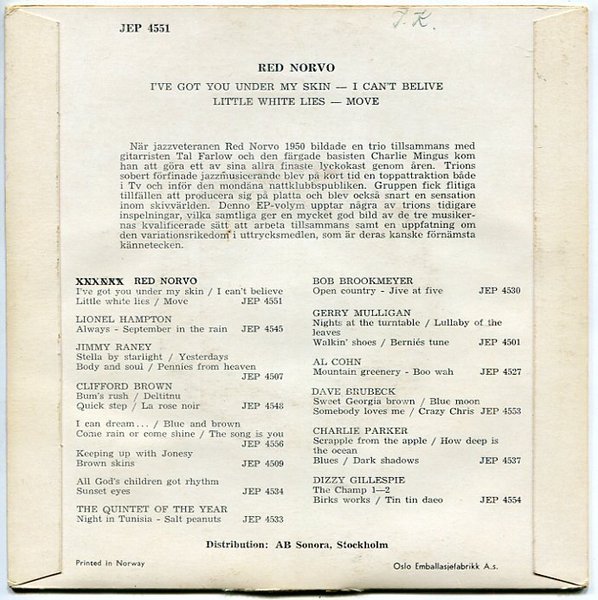 JEP 4551
J. K.
RED NORVO
I'VE GOT YOU UNDER MY SKIN — I CAN'T BELIVE
LITTLE WHITE LIES — MOVE
När jazzveteranen Red Norvo 1950 bildade en trio tillsammans med
gitarristen Tal Farlow och den färgade basisten Charlie Mingus kom
han att göra ett av sina allra finaste lyckokast genom åren. Trions
sobert förfinade jazzmusicerande blev på kort tid en toppattraktion både
i Tv och inför den mondäna nattklubbspubliken. Gruppen fick flitiga
tillfällen att producera sig på platta och blev också snart en sensation
inom skivvärlden. Denno EP-volym upptar några av trions tidigare
inspelningar, vilka samtliga ger en mycket god bild av de tre musiker-
nas kvalificerade sätt att arbeta tillsammans samt en uppfatning om
den variationsrikedom i uttrycksmedlen, som är deras kanske förnämsta
kännetecken.
XXXXXX RED NORVO
I've got you under my skin / I can't believe
Little white lies / Move JEP 4551
LIONEL HAMPTON
Always - September in the rain JEP 4545
JIMMY RANEY
Stella by starlight / Yesterdays
Body and soul / Pennies from heaven
JEP 4507
CLIFFORD BROWN
Bum's rush / Deltitnu
Quick step / La rose noir JEP 4548
I can dream... / Blue and brown
Come rain or come shine / The song is you
JEP 4556
Keeping up with Jonesy
Brown skins JEP 4509
All God's children got rhythm
Sunset eyes JEP 4534
THE QUINTET OF THE YEAR
Night in Tunisia - Salt peanuts JEP 4533
BOB BROOKMEYER
Open country - Jive at five JEP 4530
GERRY MULLIGAN
Nights at the turntable / Lullaby of the
leaves
Walkin' shoes / Berniés tune JEP 4501
AL COHN
Mountain greenery - Boo wah JEP 4527
DAVE BRUBECK
Sweet Georgia brown / Blue moon
Somebody loves me / Crazy Chris JEP 4553
CHARLIE PARKER
Scrapple from the apple / How deep is
the ocean
Blues / Dark shadows JEP 4537
DIZZY GILLESPIE
The Champ 1—2
Birks works / Tin tin daeo JEP 4554
Distribution: AB Sonora, Stockholm
Printed in Norway
Oslo Emballasjefabrikk A.s.